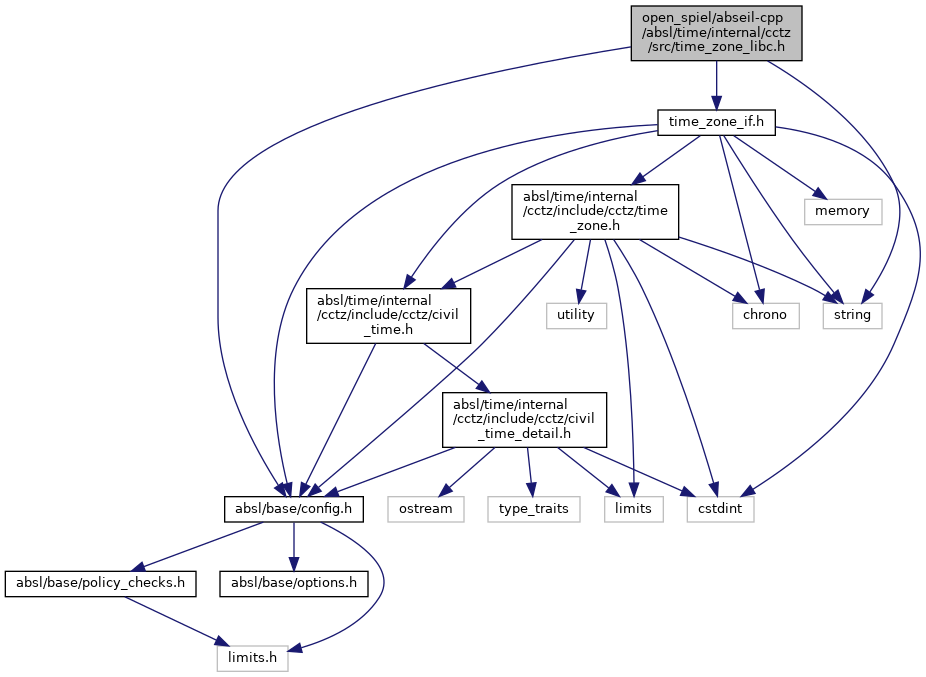 open_spiel/abseil-cpp
/absl/time/internal/cctz
/src/time_zone_libc.h
time_zone_if.h
absl/time/internal
/cctz/include/cctz/time
_zone.h
memory
absl/time/internal
/cctz/include/cctz/civil
_time.h
utility
chrono
string
absl/time/internal
/cctz/include/cctz/civil
_time_detail.h
absl/base/config.h
ostream
type_traits
limits
cstdint
absl/base/policy_checks.h
absl/base/options.h
limits.h